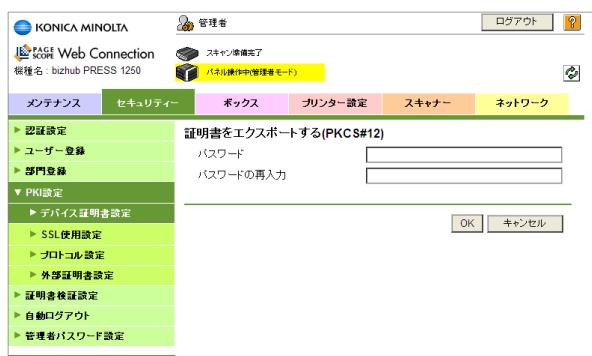 KONICA MINOLTA
管理者
ログアウト
?
PAGE SCOPE Web Connection
スキャン準備完了
機種名 : bizhub PRESS 1250
パネル操作中(管理者モード)
メンテナンス
セキュリティー
ボックス
プリンター設定
スキャナー
ネットワーク
認証設定
ユーザー登録
部門登録
PKI設定
デバイス証明書設定
SSL使用設定
プロトコル設定
外部証明書設定
証明書検証設定
自動ログアウト
管理者パスワード設定
証明書をエクスポートする(PKCS#12)
パスワード
パスワードの再入力
OK
キャンセル